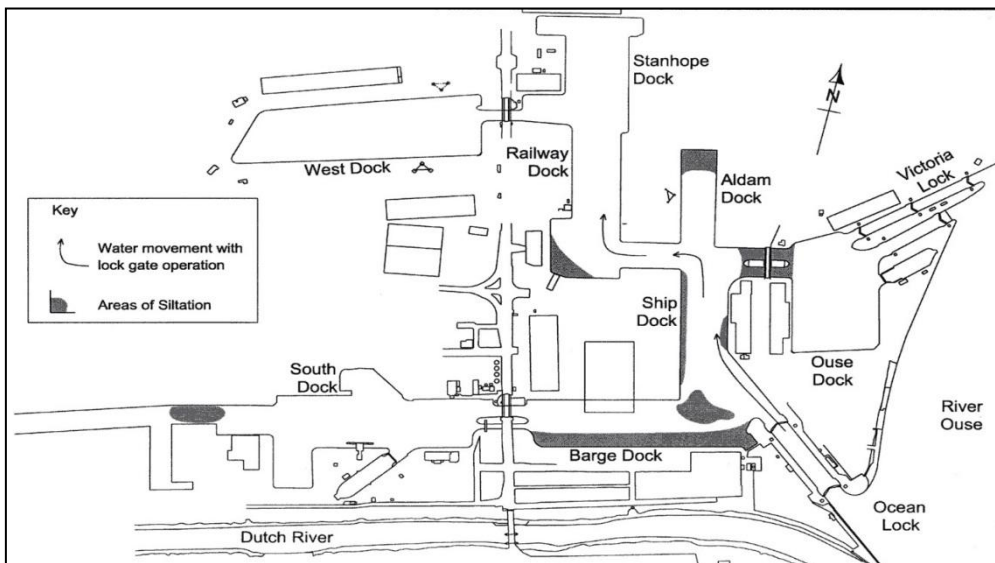 Stanhope
Dock
N
Railway
Dock
West Dock
Aldam
Dock
Victoria
Lock
Key
Water movement with
lock gate operation
Areas of Siltation
Ship
Dock
South
Dock
Ouse
Dock
River
Ouse
Barge Dock
Ocean
Lock
Dutch River